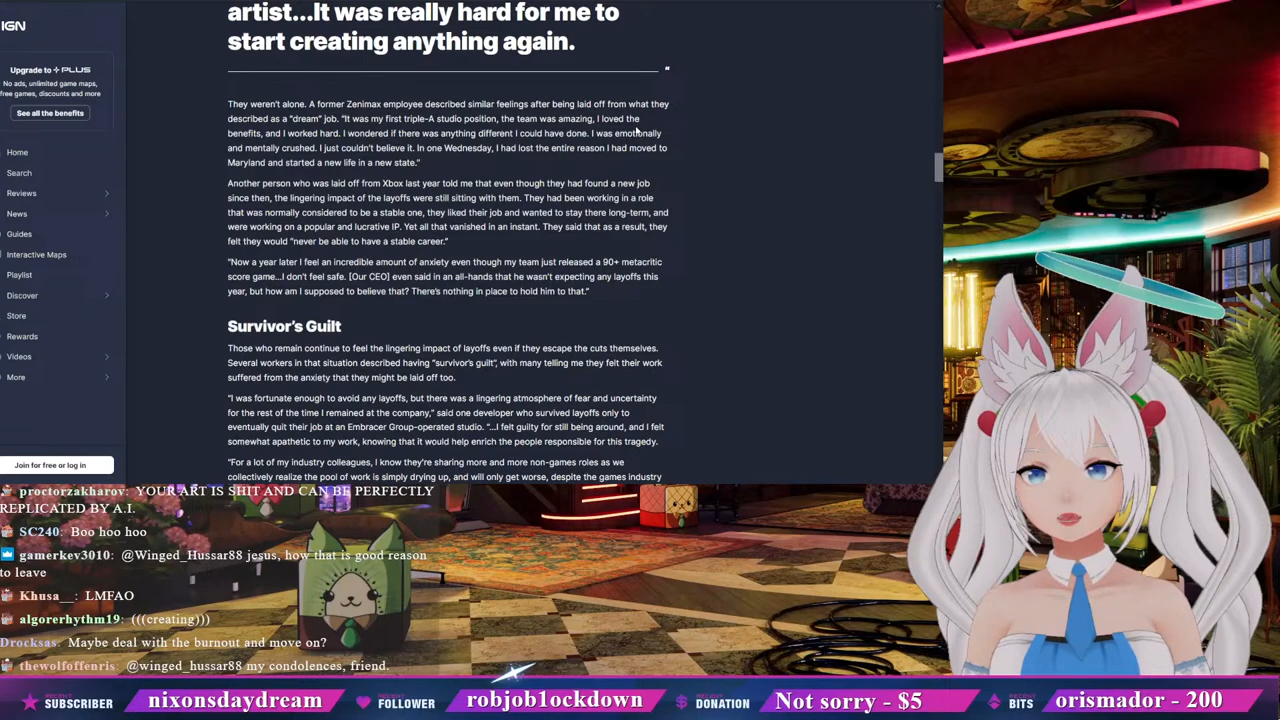 IGN
Upgrade to PLUS
No ads, unlimited game maps,
free games, discounts and more
See all the benefits
Home
Search
Reviews
News
Guides
Interactive Maps
Playlist
Discover
Store
Rewards
Videos
More
Join for free or log in
artist...It was really hard for me to
start creating anything again.
“
They weren’t alone. A former Zenimax employee described similar feelings after being laid off from what they
described as a “dream” job. “It was my first triple-A studio position, the team was amazing, I loved the
benefits, and I worked hard. I wondered if there was anything different I could have done. I was emotionally
and mentally crushed. I just couldn’t believe it. In one Wednesday, I had lost the entire reason I had moved to
Maryland and started a new life in a new state.”
Another person who was laid off from Xbox last year told me that even though they had found a new job
since then, the lingering impact of the layoffs were still sitting with them. They had been working in a role
that was normally considered to be a stable one, they liked their job and wanted to stay there long-term, and
were working on a popular and lucrative IP. Yet all that vanished in an instant. They said that as a result, they
felt they would “never be able to have a stable career.”
“Now a year later I feel an incredible amount of anxiety even though my team just released a 90+ metacritic
score game...I don’t feel safe. [Our CEO] even said in an all-hands that he wasn’t expecting any layoffs this
year, but how am I supposed to believe that? There’s nothing in place to hold him to that.”
Survivor’s Guilt
Those who remain continue to feel the lingering impact of layoffs even if they escape the cuts themselves.
Several workers in that situation described having “survivor’s guilt”, with many telling me they felt their work
suffered from the anxiety that they might be laid off too.
“I was fortunate enough to avoid any layoffs, but there was a lingering atmosphere of fear and uncertainty
for the rest of the time I remained at the company,” said one developer who survived layoffs only to
eventually quit their job at an Embracer Group-operated studio. “...I felt guilty for still being around, and I felt
somewhat apathetic to my work, knowing that it would help enrich the people responsible for this tragedy.
“For a lot of my industry colleagues, I know they’re sharing more and more non-games roles as we
collectively realize the pool of work is simply drying up, and will only get worse, despite the games industry
proctorzakharov: YOUR ART IS SHIT AND CAN BE PERFECTLY
REPLICATED BY A.I.
SC240: Boo hoo hoo
gamerkev3010: @Winged_Hussar88 jesus, how that is good reason
to leave
Khusa__: LMFAO
algorerhythm19: (((creating)))
Drocksas: Maybe deal with the burnout and move on?
thewolfoffenris: @winged_hussar88 my condolences, friend.
RECENT SUBSCRIBER nixonsdaydream RECENT FOLLOWER robjob1ockdown RECENT DONATION Not sorry - $5 RECENT BITS orismador - 200